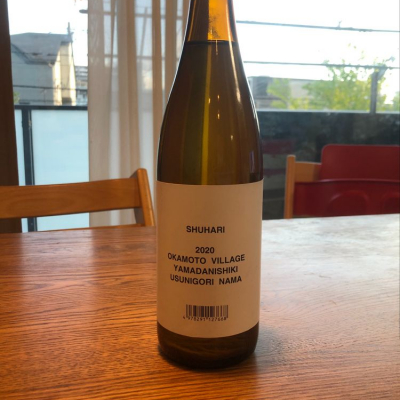 SHUHARI
2020
OKAMOTO VILLAGE
YAMADANISHIKI
USUNIGORI NAMA